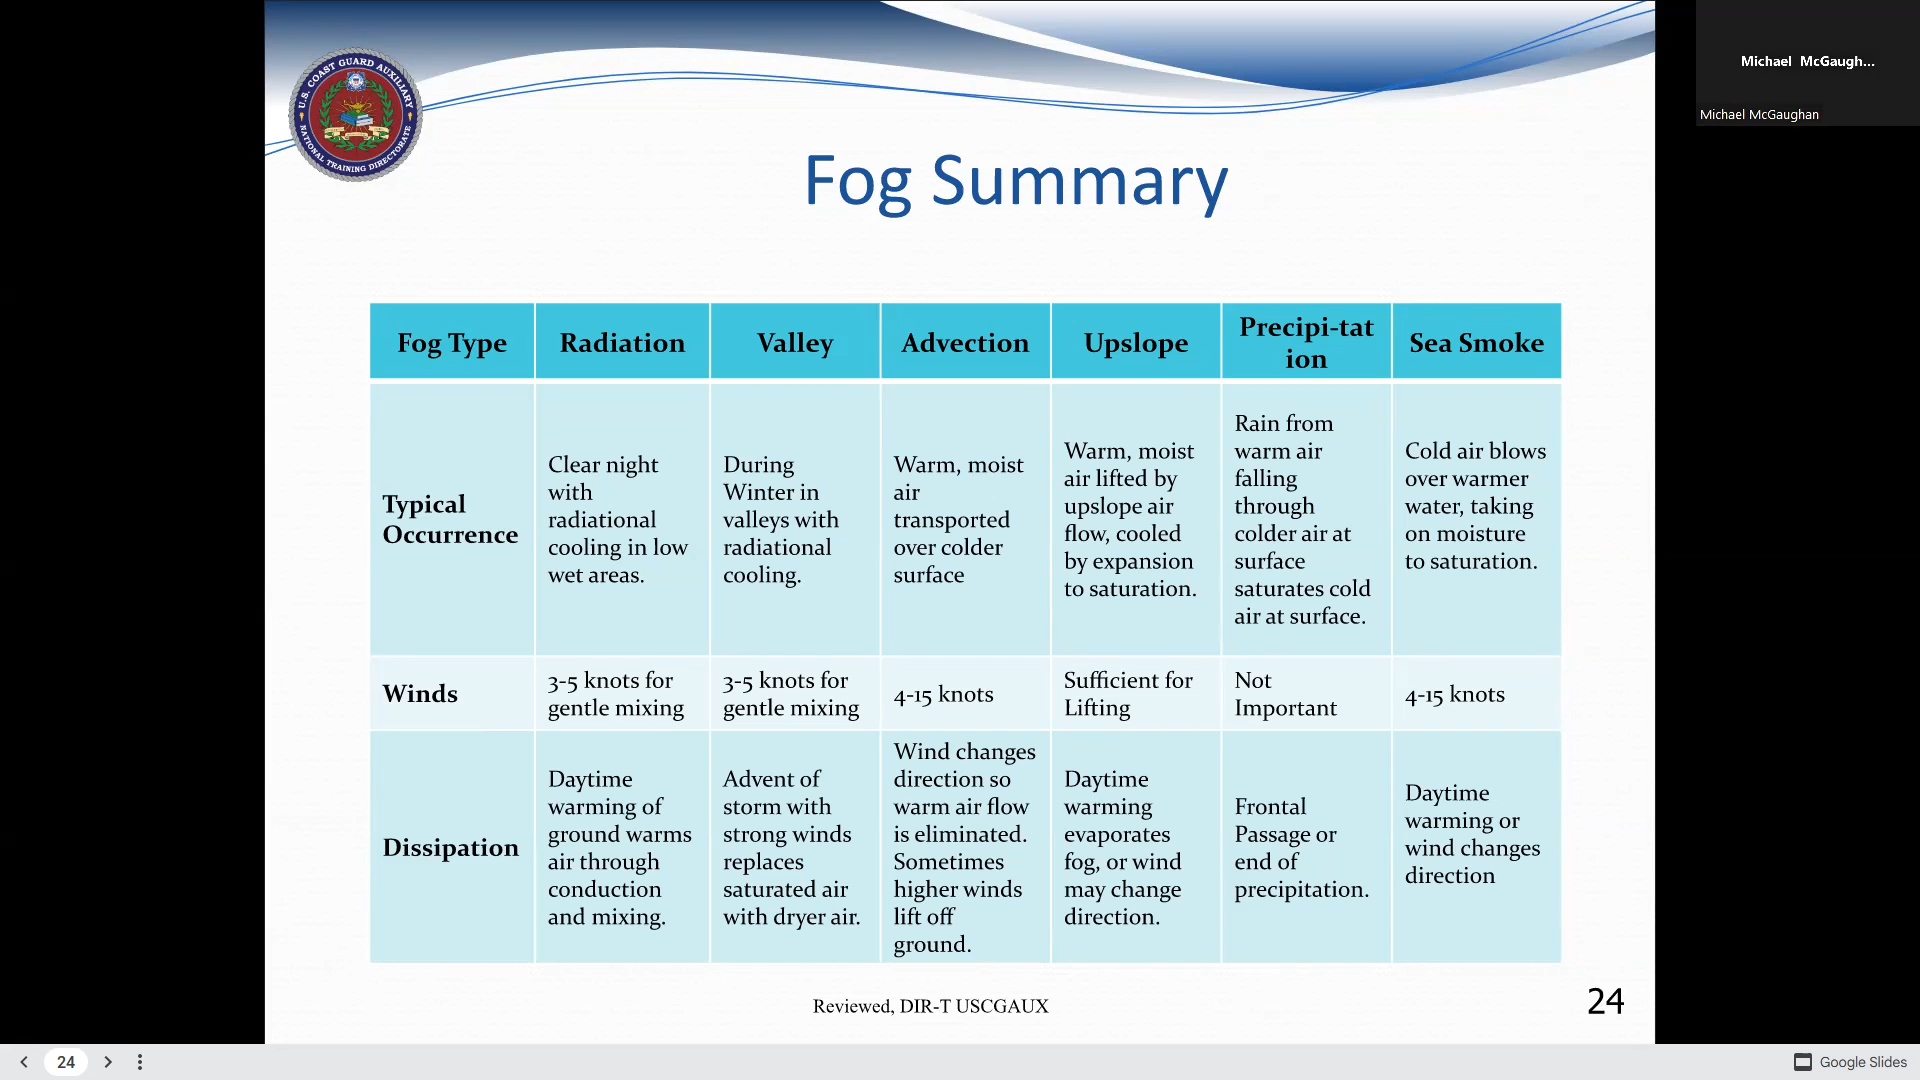 U.S. COAST GUARD AUXILIARY
NATIONAL TRAINING DIRECTORATE
Michael McGaugh...
Michael McGaughan
Fog Summary
Fog Type
Radiation
Valley
Advection
Upslope
Precipi-tat
ion
Sea Smoke
Typical
Occurrence
Clear night
with
radiational
cooling in low
wet areas.
During
Winter in
valleys with
radiational
cooling.
Warm, moist
air
transported
over colder
surface
Warm, moist
air lifted by
upslope air
flow, cooled
by expansion
to saturation.
Rain from
warm air
falling
through
colder air at
surface
saturates cold
air at surface.
Cold air blows
over warmer
water, taking
on moisture
to saturation.
Winds
3-5 knots for
gentle mixing
3-5 knots for
gentle mixing
4-15 knots
Sufficient for
Lifting
Not
Important
4-15 knots
Dissipation
Daytime
warming of
ground warms
air through
conduction
and mixing.
Advent of
storm with
strong winds
replaces
saturated air
with dryer air.
Wind changes
direction so
warm air flow
is eliminated.
Sometimes
higher winds
lift off
ground.
Daytime
warming
evaporates
fog, or wind
may change
direction.
Frontal
Passage or
end of
precipitation.
Daytime
warming or
wind changes
direction
Reviewed, DIR-T USCGAUX
24
24
Google Slides